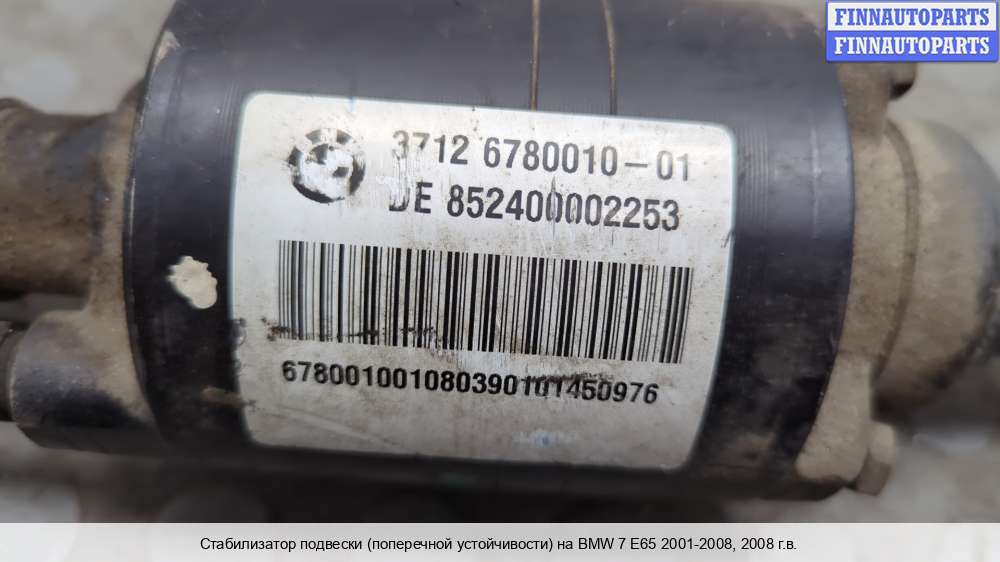 FINNAUTOPARTS
FINNAUTOPARTS
3712 6780010-01
DE 852400002253
678001001080390101450976
Стабилизатор подвески (поперечной устойчивости) на BMW 7 E65 2001-2008, 2008 г.в.